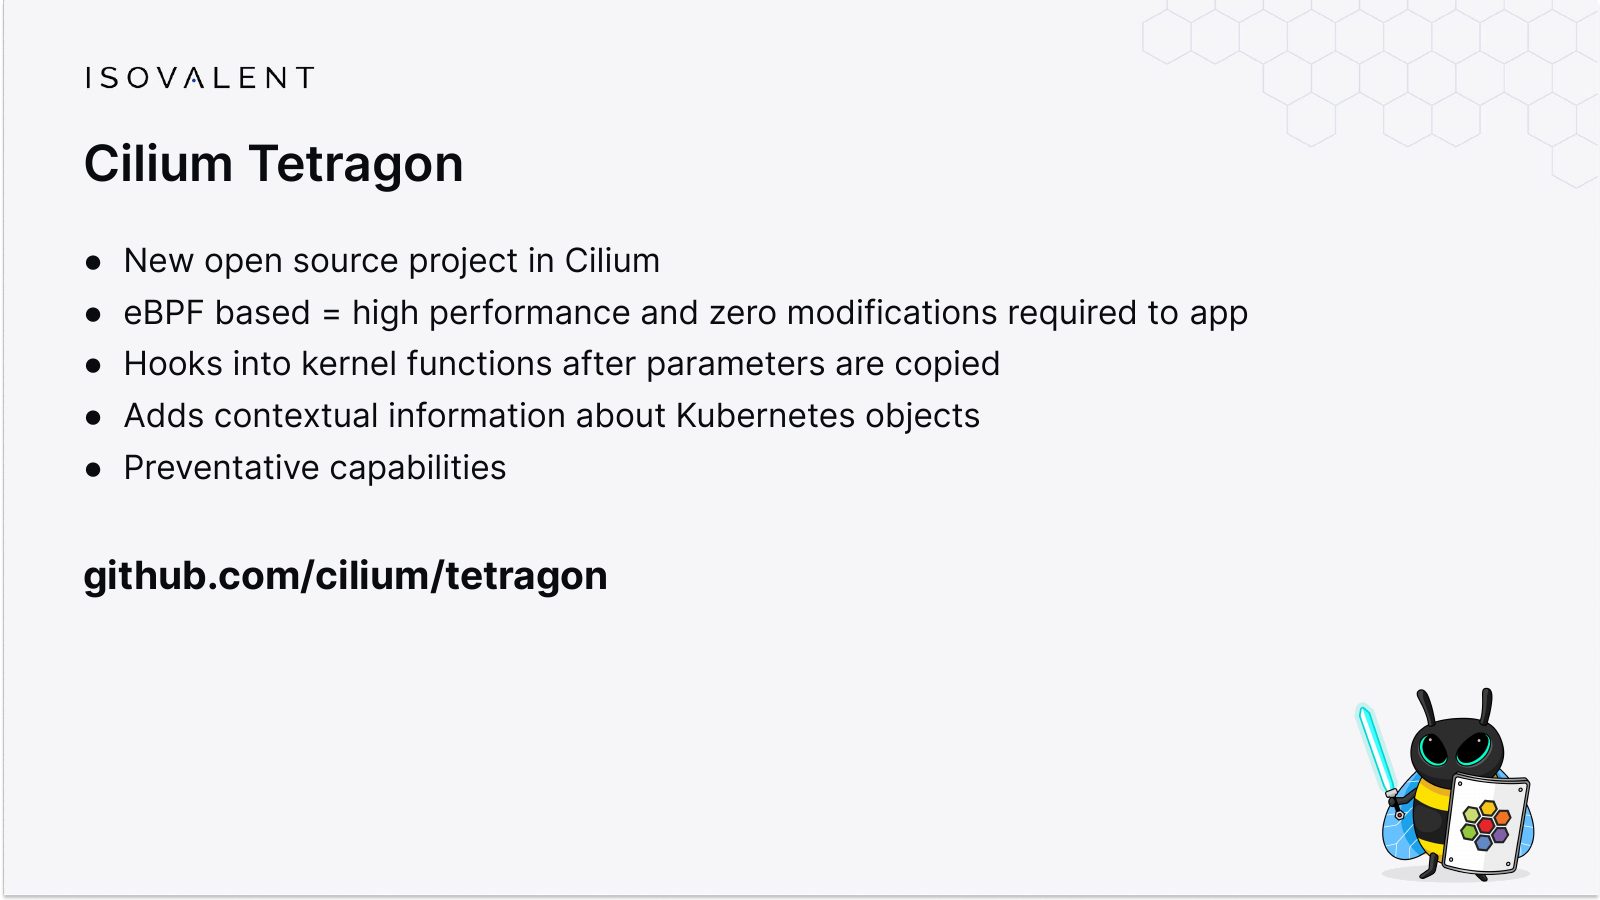 ISOVALENT
Cilium Tetragon
● New open source project in Cilium
● eBPF based = high performance and zero modifications required to app
● Hooks into kernel functions after parameters are copied
● Adds contextual information about Kubernetes objects
● Preventative capabilities
github.com/cilium/tetragon